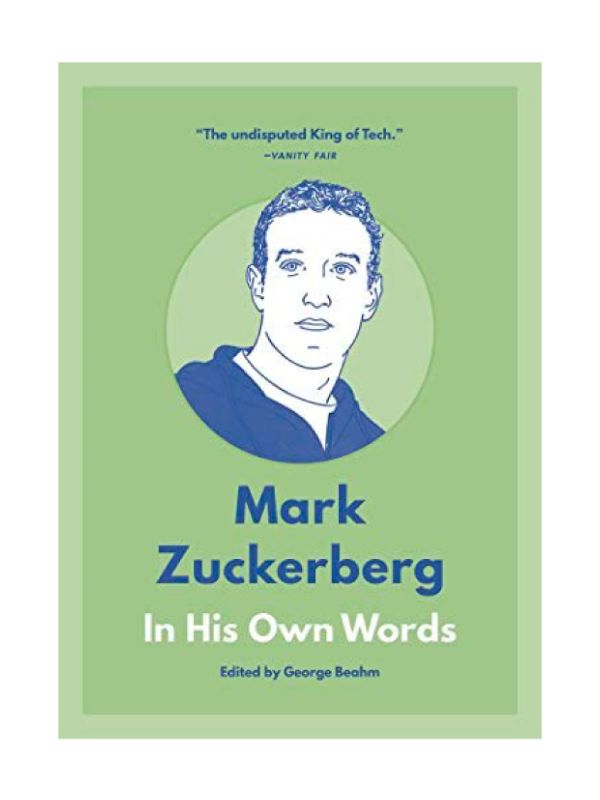 “The undisputed King of Tech.”
—VANITY FAIR
Mark
Zuckerberg
In His Own Words
Edited by George Beahm